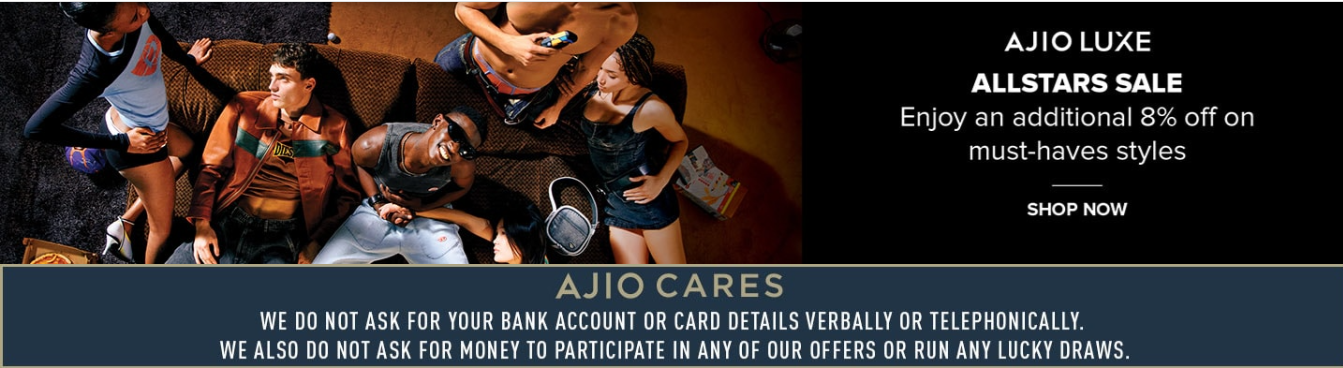 AJIO LUXE
ALLSTARS SALE
Enjoy an additional 8% off on
must-haves styles
SHOP NOW
AJIO CARES
WE DO NOT ASK FOR YOUR BANK ACCOUNT OR CARD DETAILS VERBALLY OR TELEPHONICALLY.
WE ALSO DO NOT ASK FOR MONEY TO PARTICIPATE IN ANY OF OUR OFFERS OR RUN ANY LUCKY DRAWS.